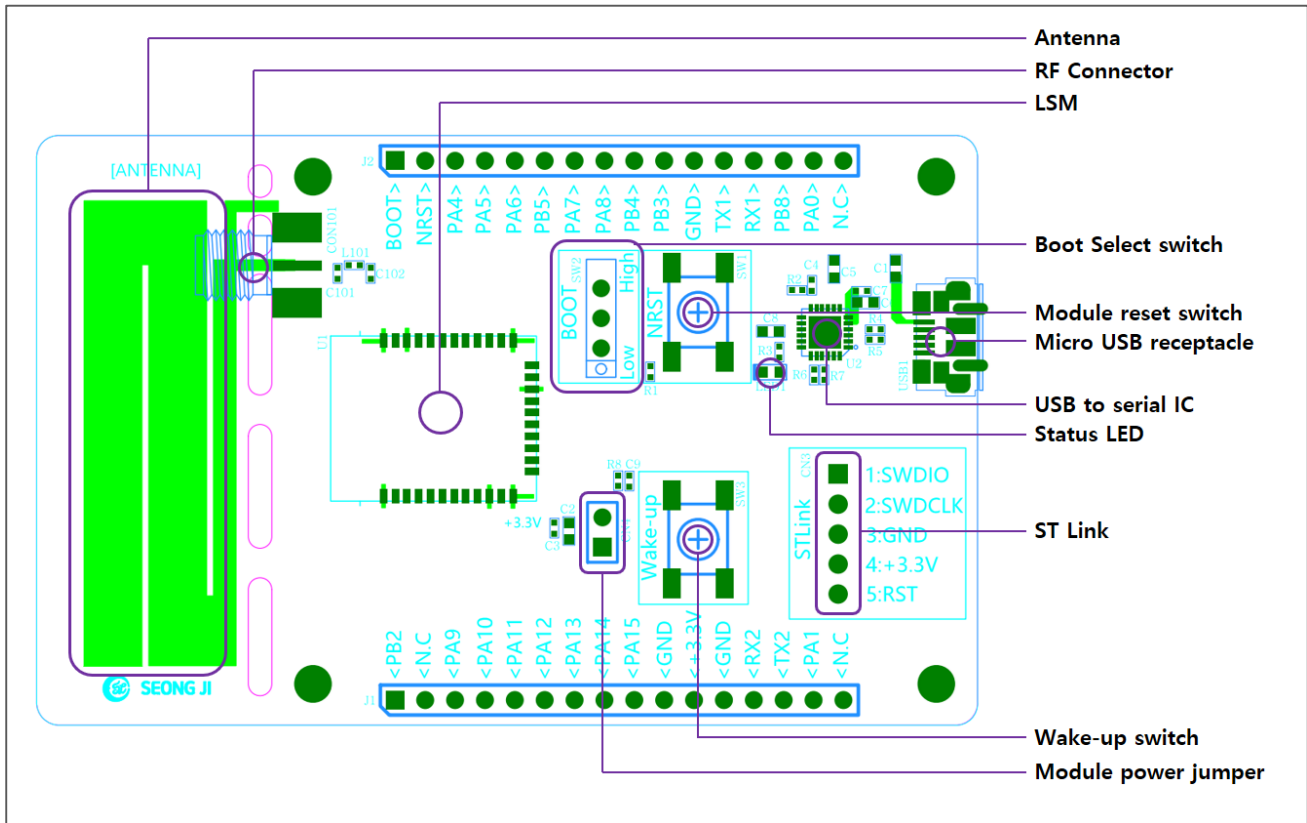 Antenna
RF Connector
LSM
[ANTENNA]
J2
BOOT>
NRST>
PA4>
PA5>
PA6>
PB5>
PA7>
PA8>
PB4>
PB3>
GND>
TX1>
RX1>
PB8>
PA0>
N.C>
CON101
L101
C102
C101
Boot Select switch
SW2
High
BOOT
Low
SW1
NRST
C4
C5
C1
R2
C7
Module reset switch
Micro USB receptacle
U1
C8
R4
R3
R5
U2
R1
R6
R7
USB1
USB to serial IC
Status LED
CN3
1:SWDIO
2:SWDCLK
3:GND
4:+3.3V
5:RST
STLink
ST Link
R8
C9
+3.3V
C2
C3
SW3
Wake-up
<PB2
<N.C
<PA9
<PA10
<PA11
<PA12
<PA13
<PA14
<PA15
<GND
<+3.3V
<GND
<RX2
<TX2
<PA1
<N.C
SEONG JI
J1
Wake-up switch
Module power jumper